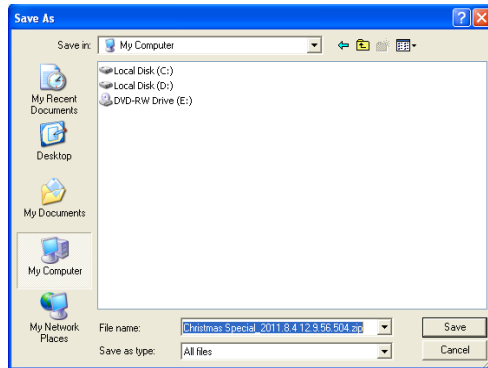 Save As
Save in:
My Computer
Local Disk (C:)
Local Disk (D:)
DVD-RW Drive (E:)
My Recent
Documents
Desktop
My Documents
My Computer
My Network
Places
File name:
Christmas Special_2011.8.4 12.9.56.504.zip
Save
Save as type:
All files
Cancel